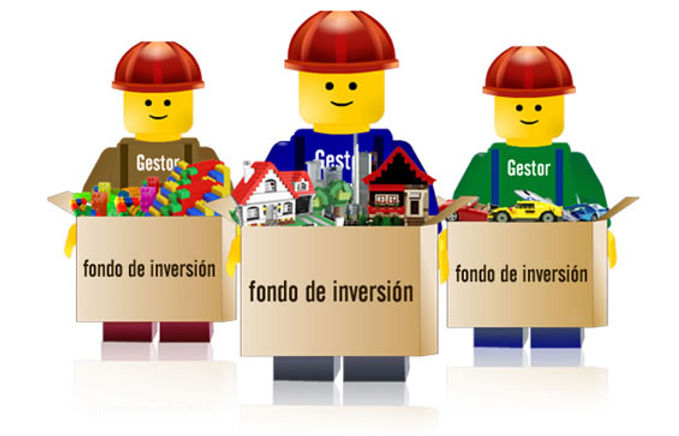 Gestor
Gestor
Gestor
fondo de inversión
fondo de inversión
fondo de inversión